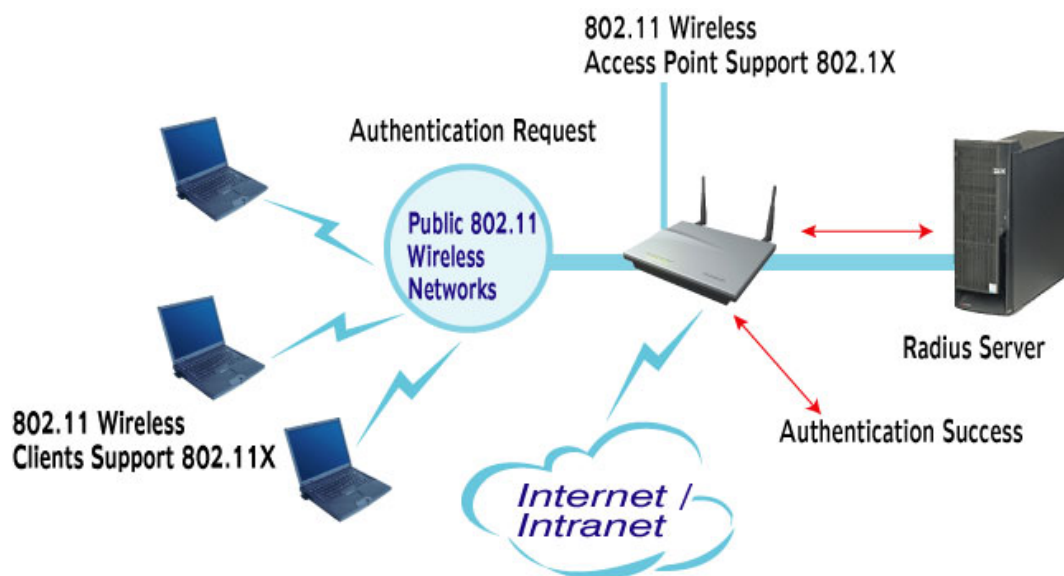 802.11 Wireless
Access Point Support 802.1X
Authentication Request
Public 802.11
Wireless
Networks
Radius Server
802.11 Wireless
Clients Support 802.11X
Authentication Success
Internet /
Intranet